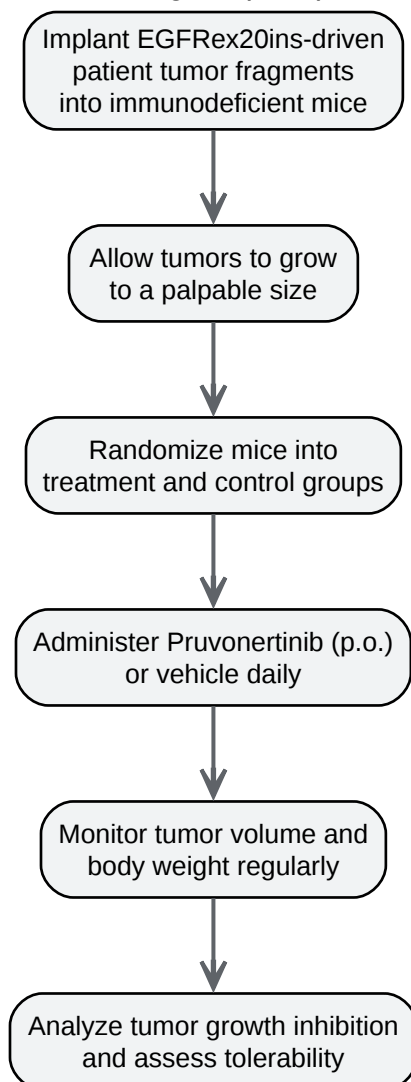 Implant EGFRex20ins-driven
patient tumor fragments
into immunodeficient mice
Allow tumors to grow
to a palpable size
Randomize mice into
treatment and control groups
Administer Pruvonertinib (p.o.)
or vehicle daily
Monitor tumor volume and
body weight regularly
Analyze tumor growth inhibition
and assess tolerability